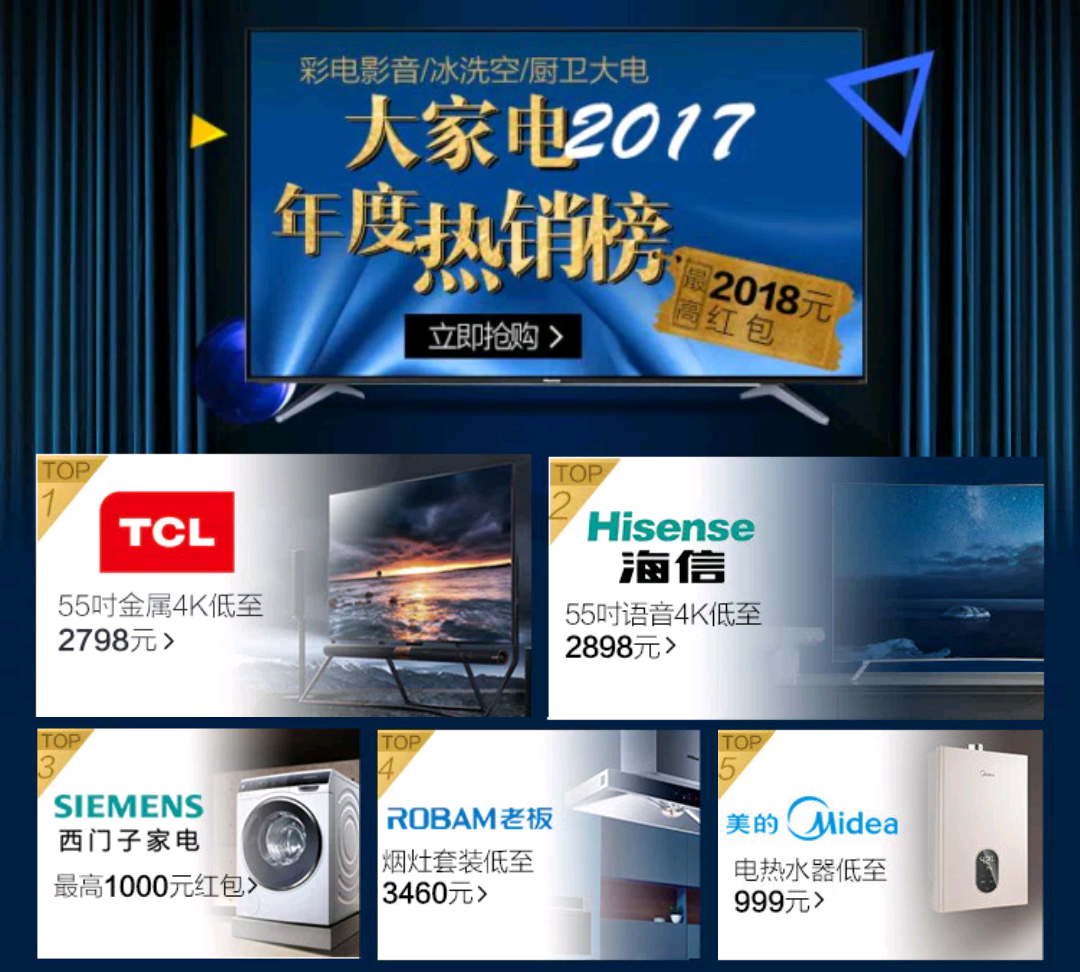 彩电影音/冰洗空/厨卫大电
大家电2017
年度热销榜
最高
2018元
红包
立即抢购 >
Hisense
TOP
1
TCL
55吋金属4K低至
2798元>
TOP
2
Hisense
海信
55吋语音4K低至
2898元>
TOP
3
SIEMENS
西门子家电
最高1000元红包>
TOP
4
ROBAM老板
烟灶套装低至
3460元>
TOP
5
美的 Midea
电热水器低至
999元>
Midea